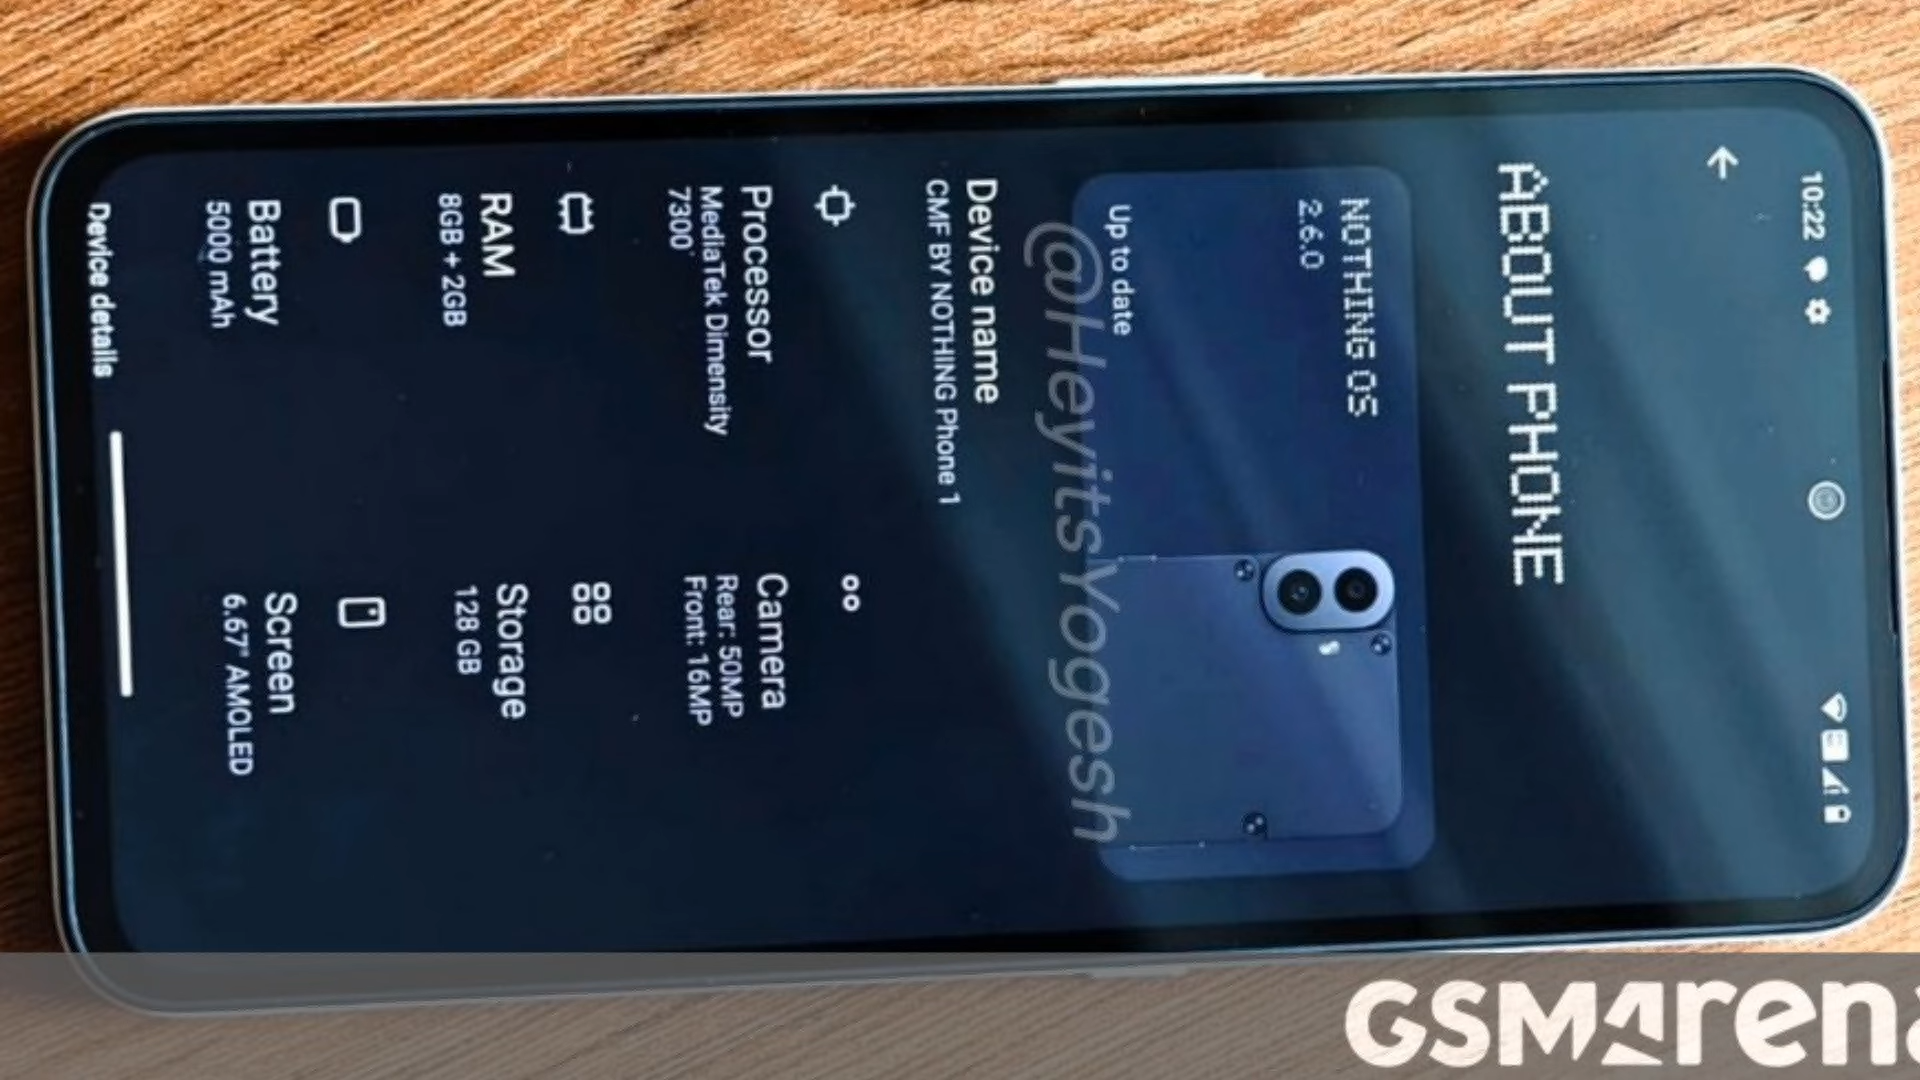 10:22
ABOUT PHONE
NOTHING OS
2.6.0
Up to date
@HeyitsYogesh
Device name
CMF BY NOTHING Phone 1
Processor
MediaTek Dimensity
7300
Camera
Rear: 50MP
Front: 16MP
RAM
8GB + 2GB
Storage
128 GB
Battery
5000 mAh
Screen
6.67" AMOLED
Device details
GSMArena